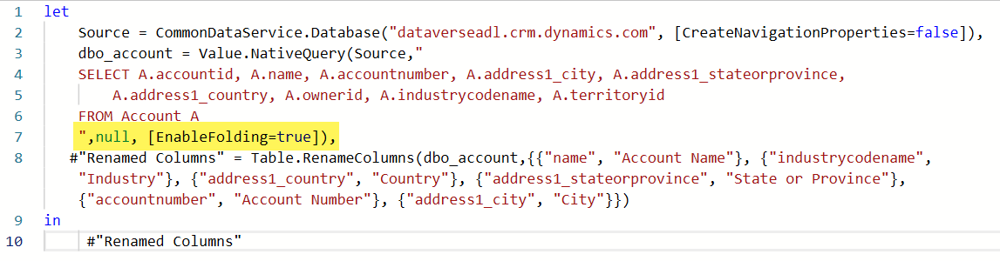 1 let
2 Source = CommonDataService.Database("dataverseadl.crm.dynamics.com", [CreateNavigationProperties=false]),
3 dbo_account = Value.NativeQuery(Source,"
4 SELECT A.accountid, A.name, A.accountnumber, A.address1_city, A.address1_stateorprovince,
5 A.address1_country, A.ownerid, A.industrycodename, A.territoryid
6 FROM Account A
7 ",null, [EnableFolding=true]),
8 #"Renamed Columns" = Table.RenameColumns(dbo_account,{{"name", "Account Name"}, {"industrycodename",
"Industry"}, {"address1_country", "Country"}, {"address1_stateorprovince", "State or Province"},
{"accountnumber", "Account Number"}, {"address1_city", "City"}})
9 in
10 #"Renamed Columns"